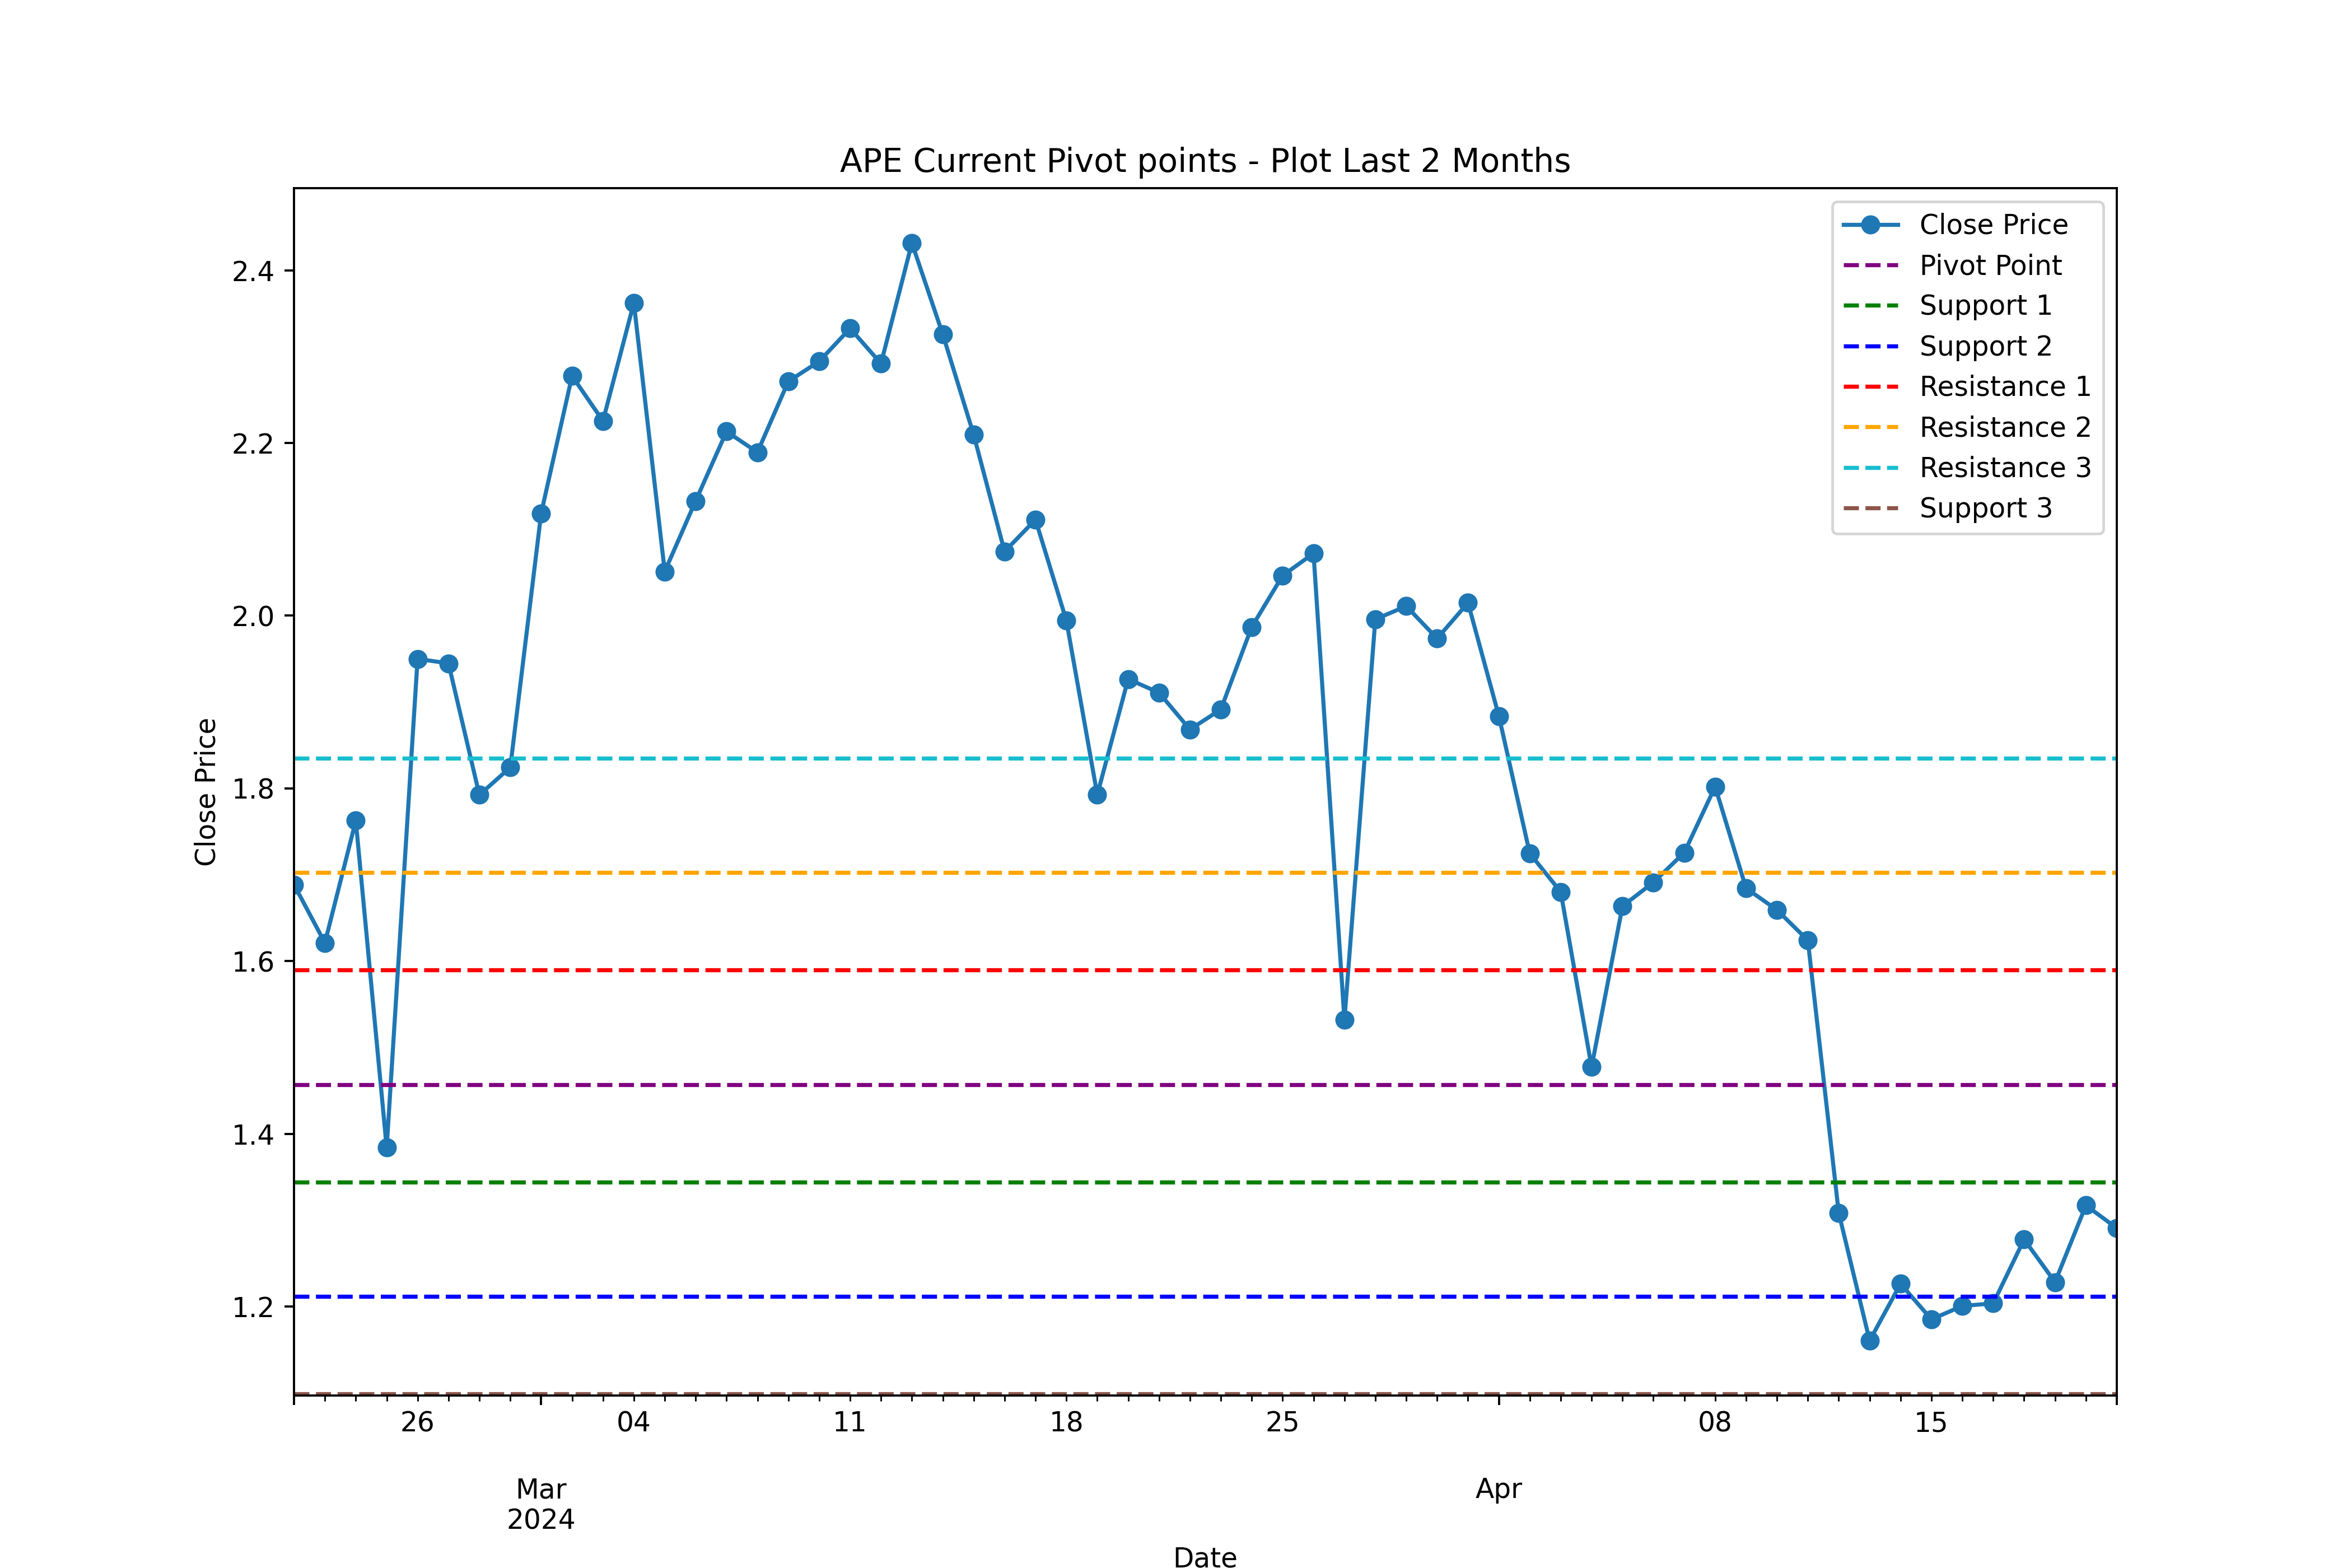 APE Current Pivot points - Plot Last 2 Months
Close Price
Pivot Point
Support 1
Support 2
Resistance 1
Resistance 2
Resistance 3
Support 3
2.4
2.2
2.0
1.8
1.6
1.4
1.2
Close Price
26
04
11
18
25
08
15
Mar
2024
Apr
Date